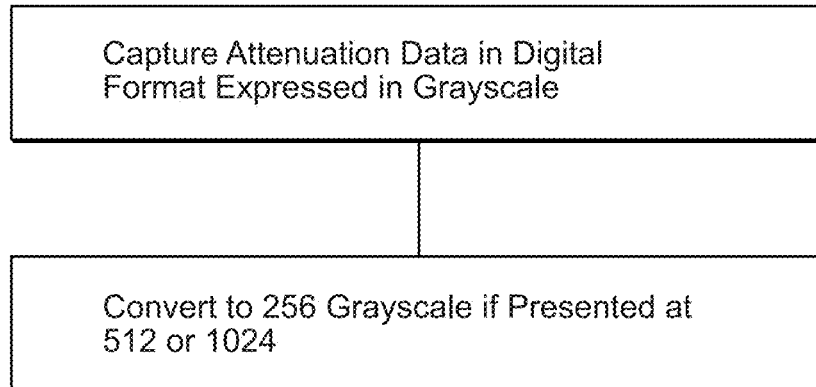 Capture Attenuation Data in Digital
Format Expressed in Grayscale
Convert to 256 Grayscale if Presented at
512 or 1024